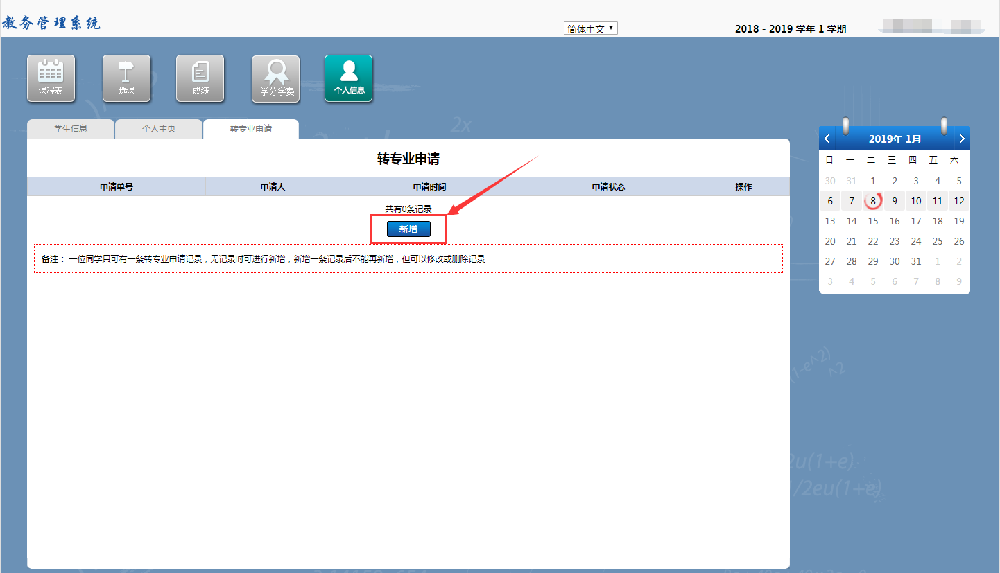 教务管理系统
简体中文
2018 - 2019 学年 1 学期
课程表
选课
成绩
学分学费
个人信息
学生信息
个人主页
转专业申请
转专业申请
申请单号 申请人 申请时间 申请状态 操作
共有0条记录
新增
备注： 一位同学只可有一条转专业申请记录，无记录时可进行新增，新增一条记录后不能再新增，但可以修改或删除记录
2019年 1月
日 一 二 三 四 五 六
30 31 1 2 3 4 5
6 7 8 9 10 11 12
13 14 15 16 17 18 19
20 21 22 23 24 25 26
27 28 29 30 31 1 2
3 4 5 6 7 8 9
2x
(1-e^2)
^2
2u(1+e)
/2eu(1+e)